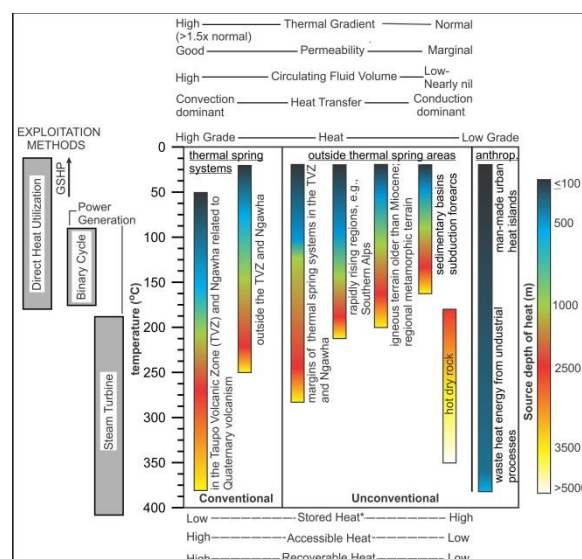 High Thermal Gradient Normal
(>1.5x normal)
Good Permeability Marginal
High Circulating Fluid Volume Low-
Nearly nil
Convection Heat Transfer Conduction
dominant dominant
High Grade Heat Low Grade
EXPLOITATION
METHODS
GSHP
Power
Generation
Direct Heat Utilization
Binary Cycle
Steam Turbine
temperature (°C)
0
50
100
150
200
250
300
350
400
thermal spring
systems
outside thermal spring areas
anthrop.
in the Taupo Volcanic Zone (TVZ) and Ngawha related to
Quaternary volcanism
outside the TVZ and Ngawha
margins of thermal spring systems in the TVZ
and Ngawha
rapidly rising regions, e.g.,
Southern Alps
igneous terrain older than Miocene;
regional metamorphic terrain
sedimentary basins
subduction forearcs
hot dry rock
man-made urban
heat islands
waste heat energy from undustrial
processes
Conventional
Unconventional
Source depth of heat (m)
≤100
500
1000
2500
3500
>5000
Low Stored Heat* High
High Accessible Heat Low
High Recoverable Heat Low